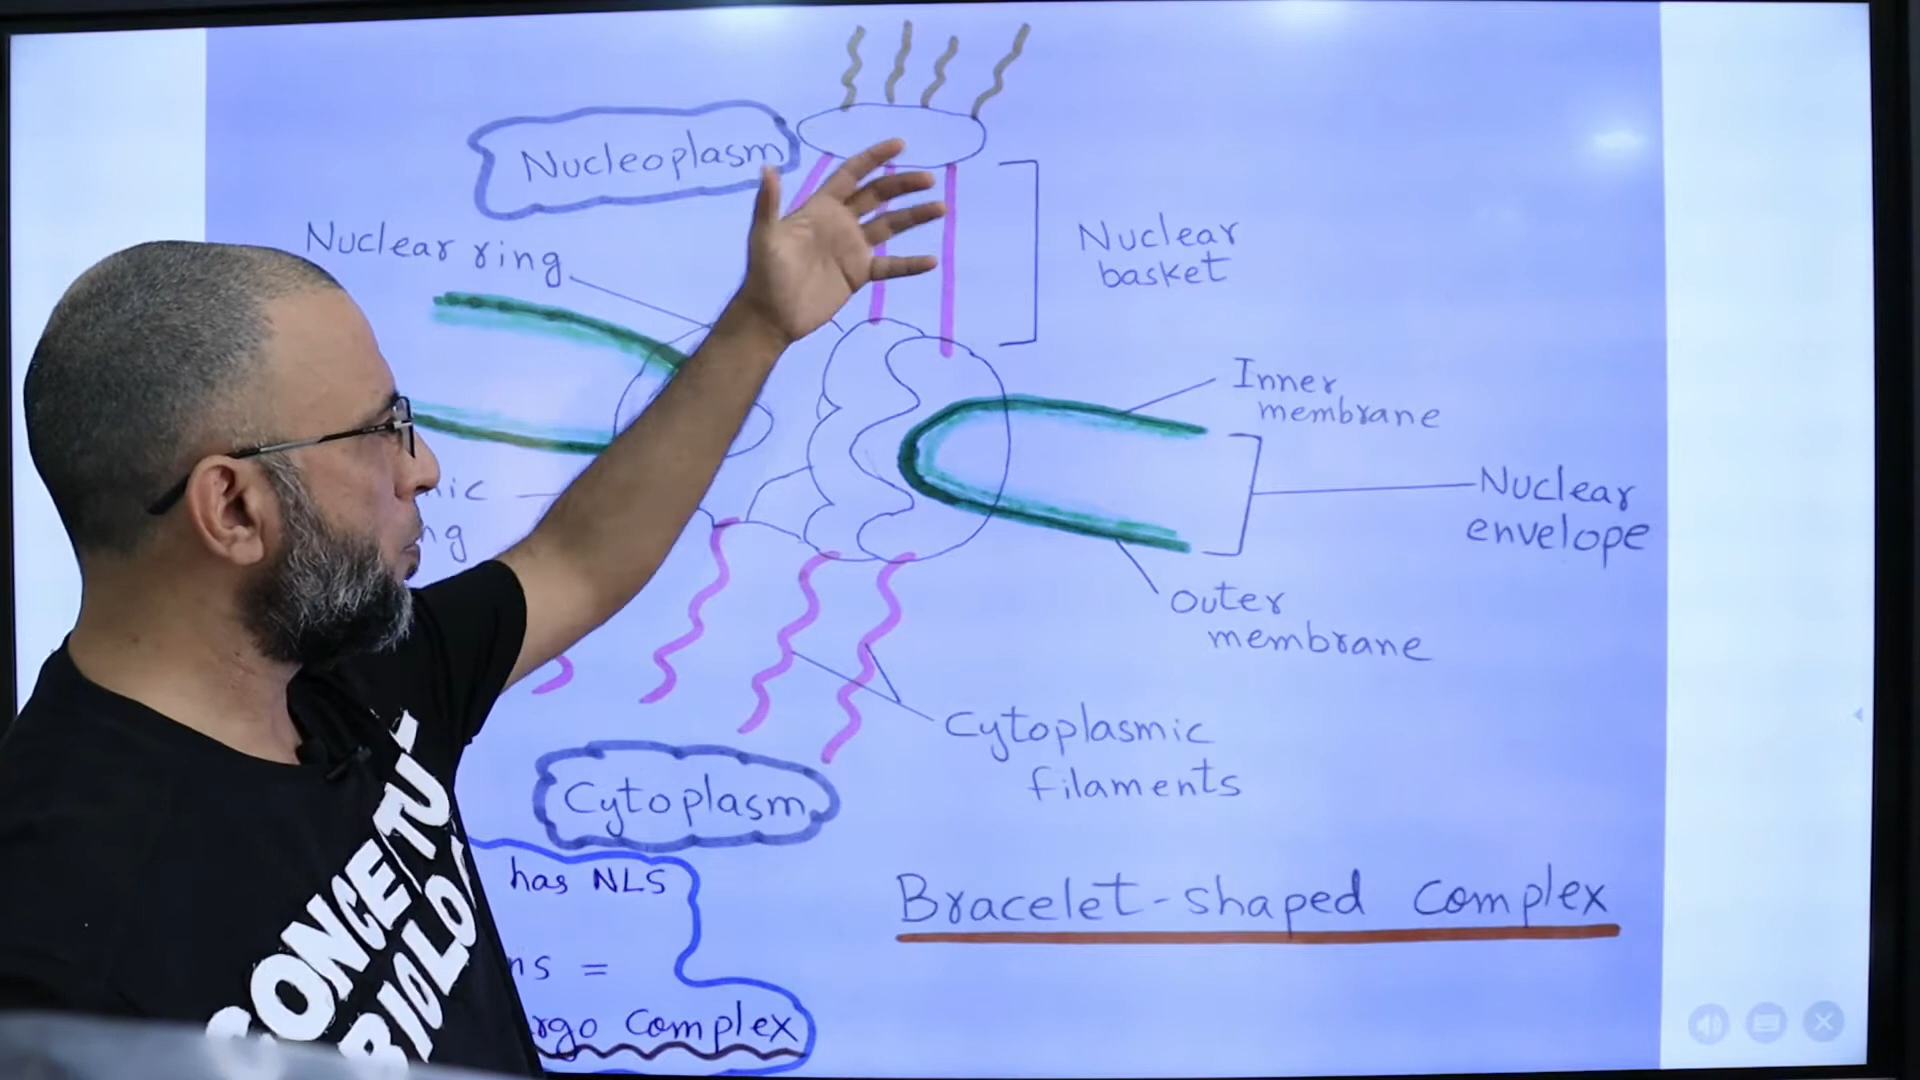 Nucleoplasm
Nuclear ring
Nuclear
basket
Inner
membrane
Nuclear
envelope
outer
membrane
Cytoplasmic
filaments
Cytoplasm
has NLS
=
Complex
Bracelet-shaped complex
BIOLO